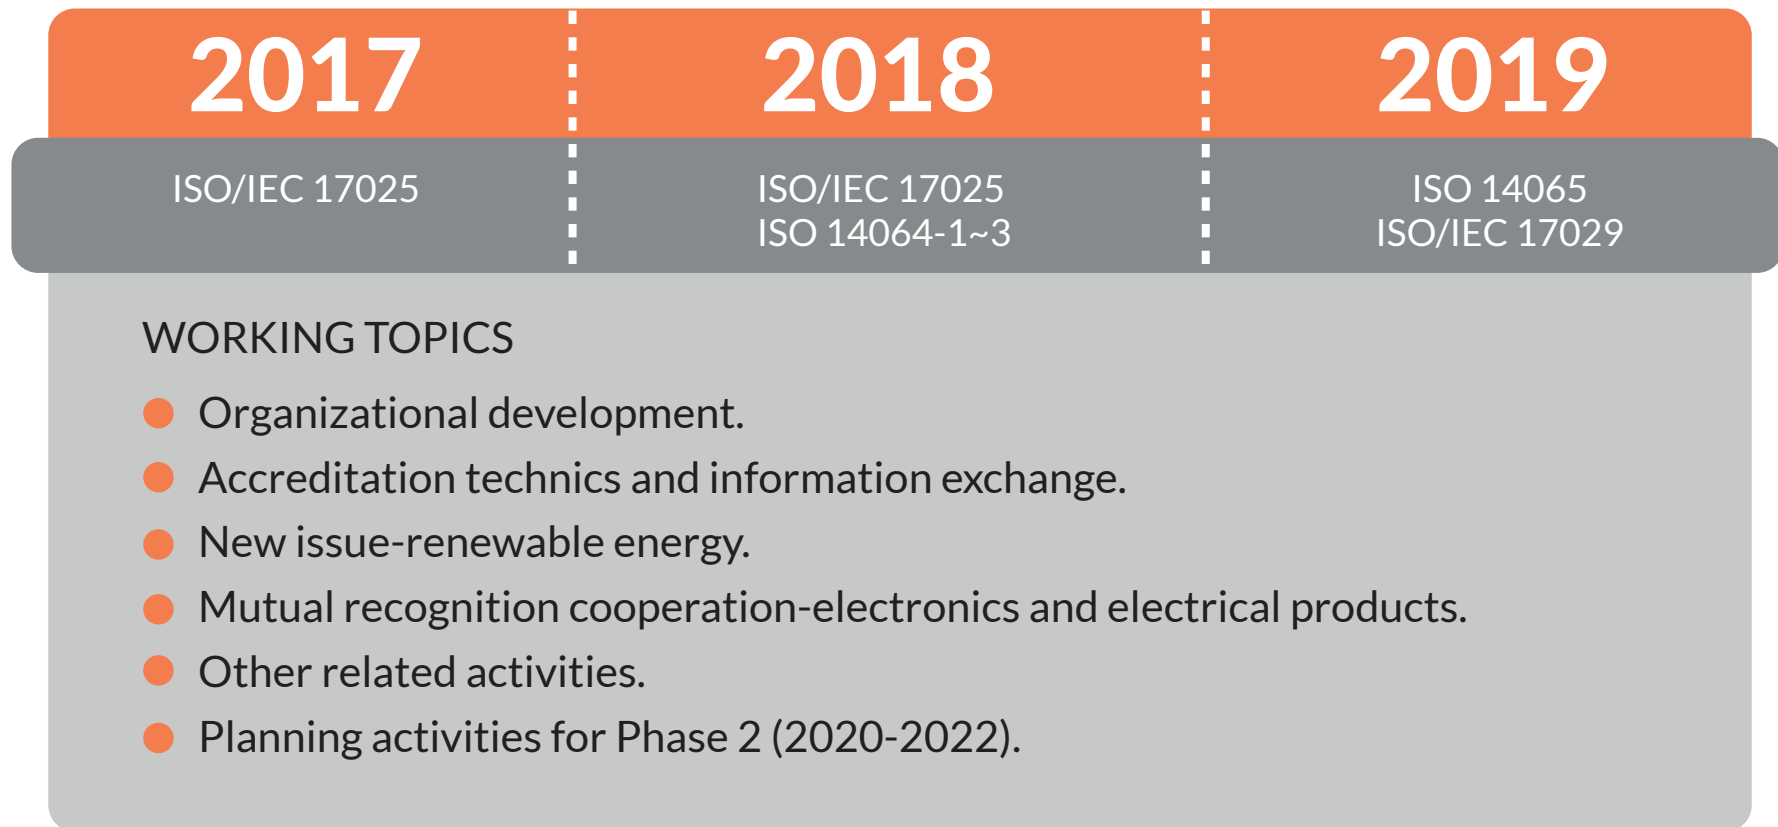 2017
2018
2019
ISO/IEC 17025
ISO/IEC 17025
ISO 14064-1~3
ISO 14065
ISO/IEC 17029
WORKING TOPICS
Organizational development.
Accreditation technics and information exchange.
New issue-renewable energy.
Mutual recognition cooperation-electronics and electrical products.
Other related activities.
Planning activities for Phase 2 (2020-2022).